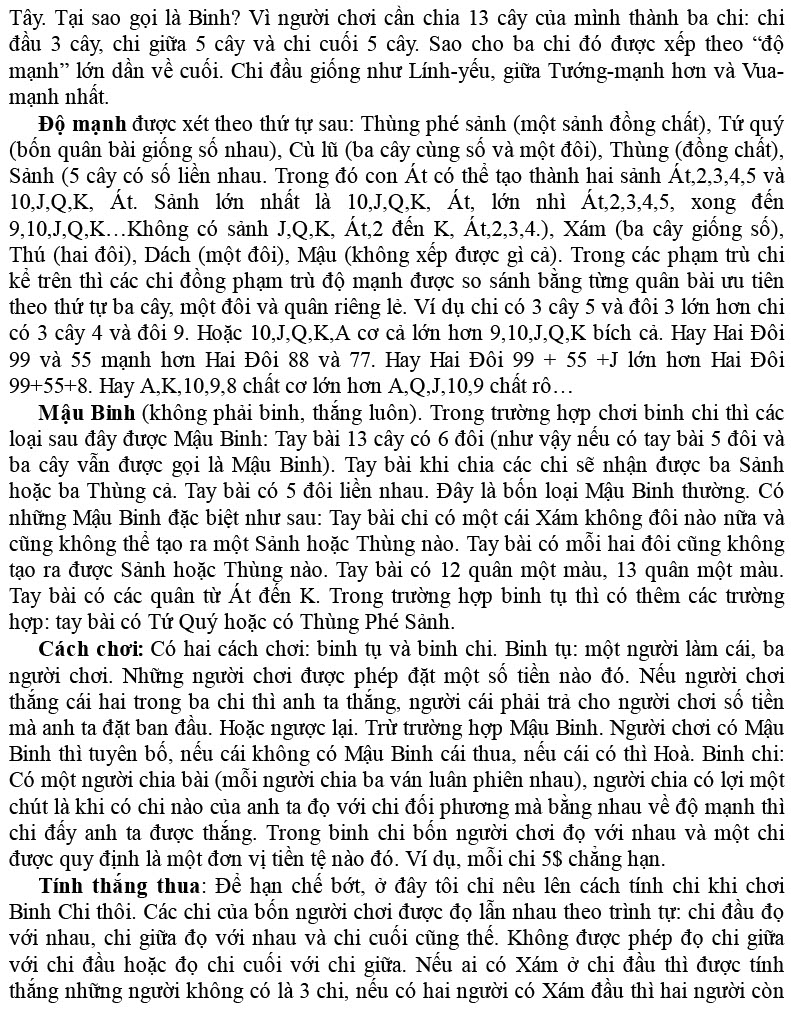 Tây. Tại sao gọi là Binh? Vì người chơi cần chia 13 cây của mình thành ba chi: chi
đầu 3 cây, chi giữa 5 cây và chi cuối 5 cây. Sao cho ba chi đó được xếp theo “độ
mạnh” lớn dần về cuối. Chi đầu giống như Lính-yếu, giữa Tướng-mạnh hơn và Vua-
mạnh nhất.
Độ mạnh được xét theo thứ tự sau: Thùng phé sảnh (một sảnh đồng chất), Tứ quý
(bốn quân bài giống số nhau), Cù lũ (ba cây cùng số và một đôi), Thùng (đồng chất),
Sảnh (5 cây có số liền nhau. Trong đó con Át có thể tạo thành hai sảnh Át,2,3,4,5 và
10,J,Q,K, Át. Sảnh lớn nhất là 10,J,Q,K, Át, lớn nhì Át,2,3,4,5, xong đến
9,10,J,Q,K…Không có sảnh J,Q,K, Át,2 đến K, Át,2,3,4.), Xám (ba cây giống số),
Thú (hai đôi), Dách (một đôi), Mậu (không xếp được gì cả). Trong các phạm trù chi
kể trên thì các chi đồng phạm trù độ mạnh được so sánh bằng từng quân bài ưu tiên
theo thứ tự ba cây, một đôi và quân riêng lẻ. Ví dụ chi có 3 cây 5 và đôi 3 lớn hơn chi
có 3 cây 4 và đôi 9. Hoặc 10,J,Q,K,A cơ cả lớn hơn 9,10,J,Q,K bích cả. Hay Hai Đôi
99 và 55 mạnh hơn Hai Đôi 88 và 77. Hay Hai Đôi 99 + 55 +J lớn hơn Hai Đôi
99+55+8. Hay A,K,10,9,8 chất cơ lớn hơn A,Q,J,10,9 chất rô…
Mậu Binh (không phải binh, thắng luôn). Trong trường hợp chơi binh chi thì các
loại sau đây được Mậu Binh: Tay bài 13 cây có 6 đôi (như vậy nếu có tay bài 5 đôi và
ba cây vẫn được gọi là Mậu Binh). Tay bài khi chia các chi sẽ nhận được ba Sảnh
hoặc ba Thùng cả. Tay bài có 5 đôi liền nhau. Đây là bốn loại Mậu Binh thường. Có
những Mậu Binh đặc biệt như sau: Tay bài chỉ có một cái Xám không đôi nào nữa và
cũng không thể tạo ra một Sảnh hoặc Thùng nào. Tay bài có mỗi hai đôi cũng không
tạo ra được Sảnh hoặc Thùng nào. Tay bài có 12 quân một màu, 13 quân một màu.
Tay bài có các quân từ Át đến K. Trong trường hợp binh tụ thì có thêm các trường
hợp: tay bài có Tứ Quý hoặc có Thùng Phé Sảnh.
Cách chơi: Có hai cách chơi: binh tụ và binh chi. Binh tụ: một người làm cái, ba
người chơi. Những người chơi được phép đặt một số tiền nào đó. Nếu người chơi
thắng cái hai trong ba chi thì anh ta thắng, người cái phải trả cho người chơi số tiền
mà anh ta đặt ban đầu. Hoặc ngược lại. Trừ trường hợp Mậu Binh. Người chơi có Mậu
Binh thì tuyên bố, nếu cái không có Mậu Binh cái thua, nếu cái có thì Hoà. Binh chi:
Có một người chia bài (mỗi người chia ba ván luân phiên nhau), người chia có lợi một
chút là khi có chi nào của anh ta đọ với chi đối phương mà bằng nhau về độ mạnh thì
chi đấy anh ta được thắng. Trong binh chi bốn người chơi đọ với nhau và một chi
được quy định là một đơn vị tiền tệ nào đó. Ví dụ, mỗi chi 5$ chẳng hạn.
Tính thắng thua: Để hạn chế bớt, ở đây tôi chỉ nêu lên cách tính chi khi chơi
Binh Chi thôi. Các chi của bốn người chơi được đọ lẫn nhau theo trình tự: chi đầu đọ
với nhau, chi giữa đọ với nhau và chi cuối cũng thế. Không được phép đọ chi giữa
với chi đầu hoặc đọ chi cuối với chi giữa. Nếu ai có Xám ở chi đầu thì được tính
thắng những người không có là 3 chi, nếu có hai người có Xám đầu thì hai người còn